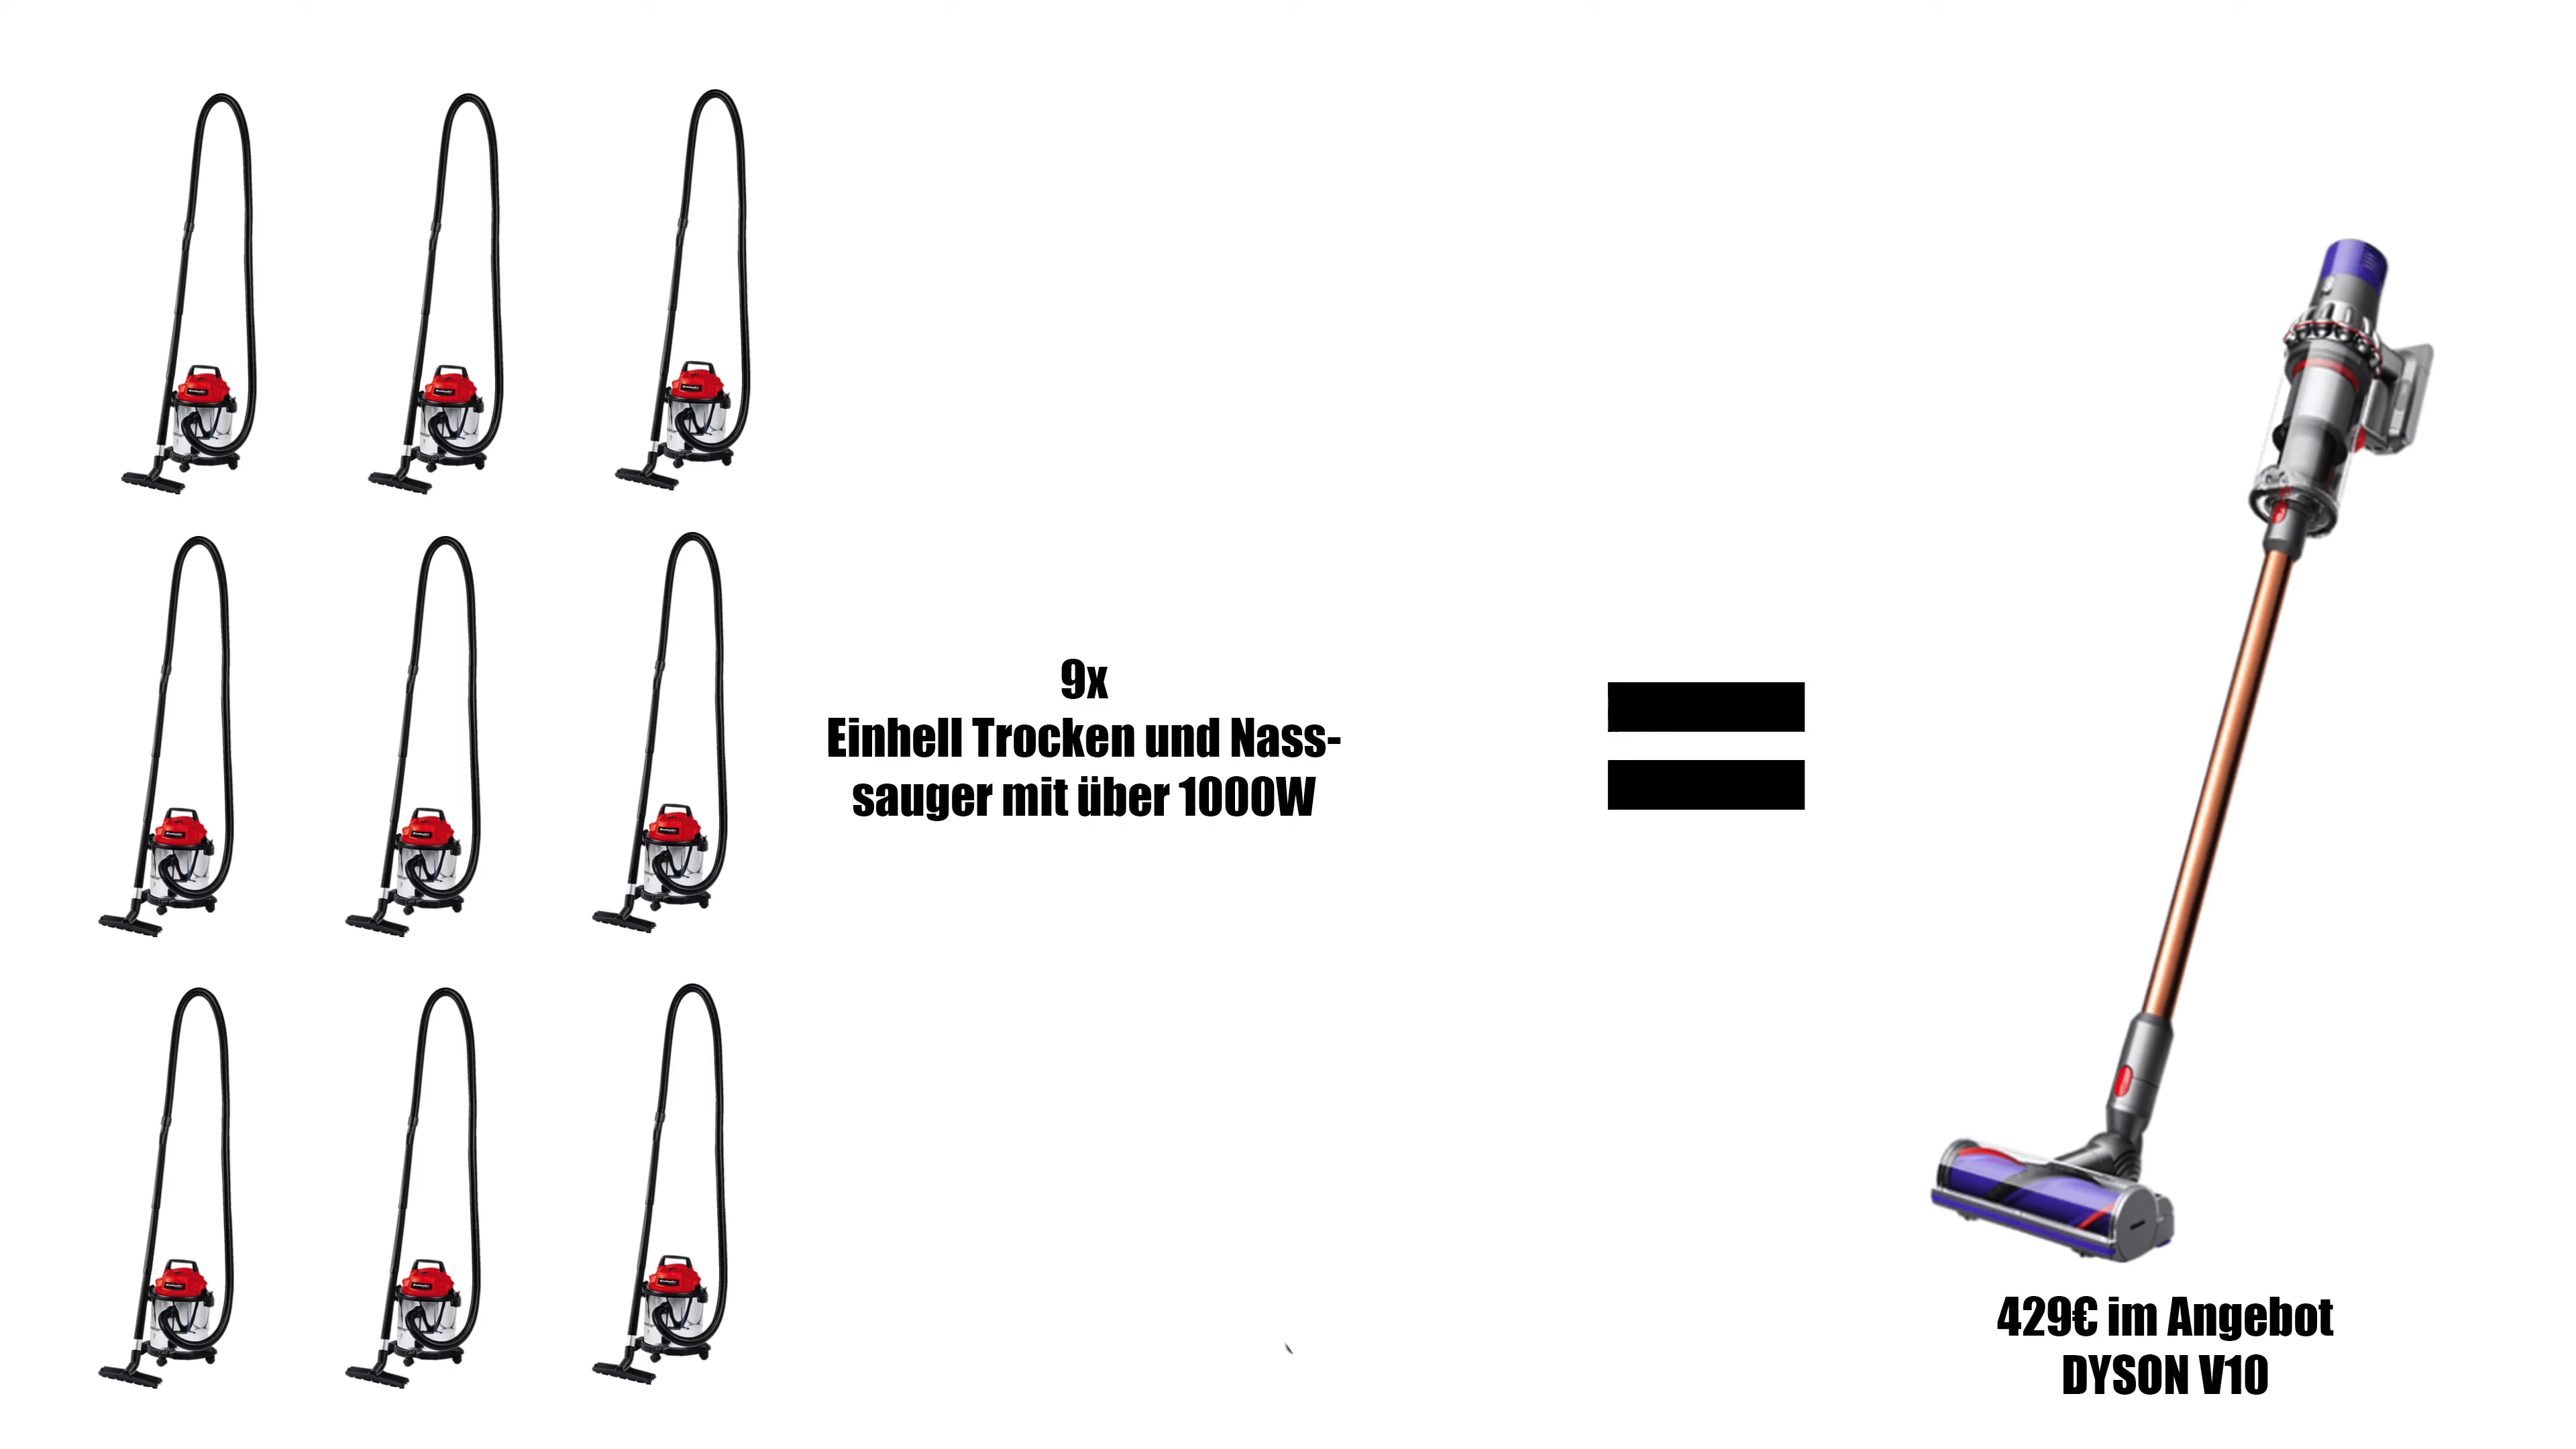 9x
Einhell Trocken und Nass-
sauger mit über 1000W
429€ im Angebot
DYSON V10